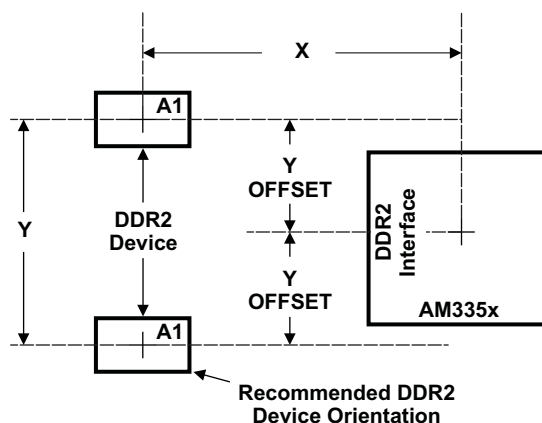 X
A1
Y
OFFSET
Y
DDR2
Device
DDR2
Interface
Y
OFFSET
A1
AM335x
Recommended DDR2
Device Orientation